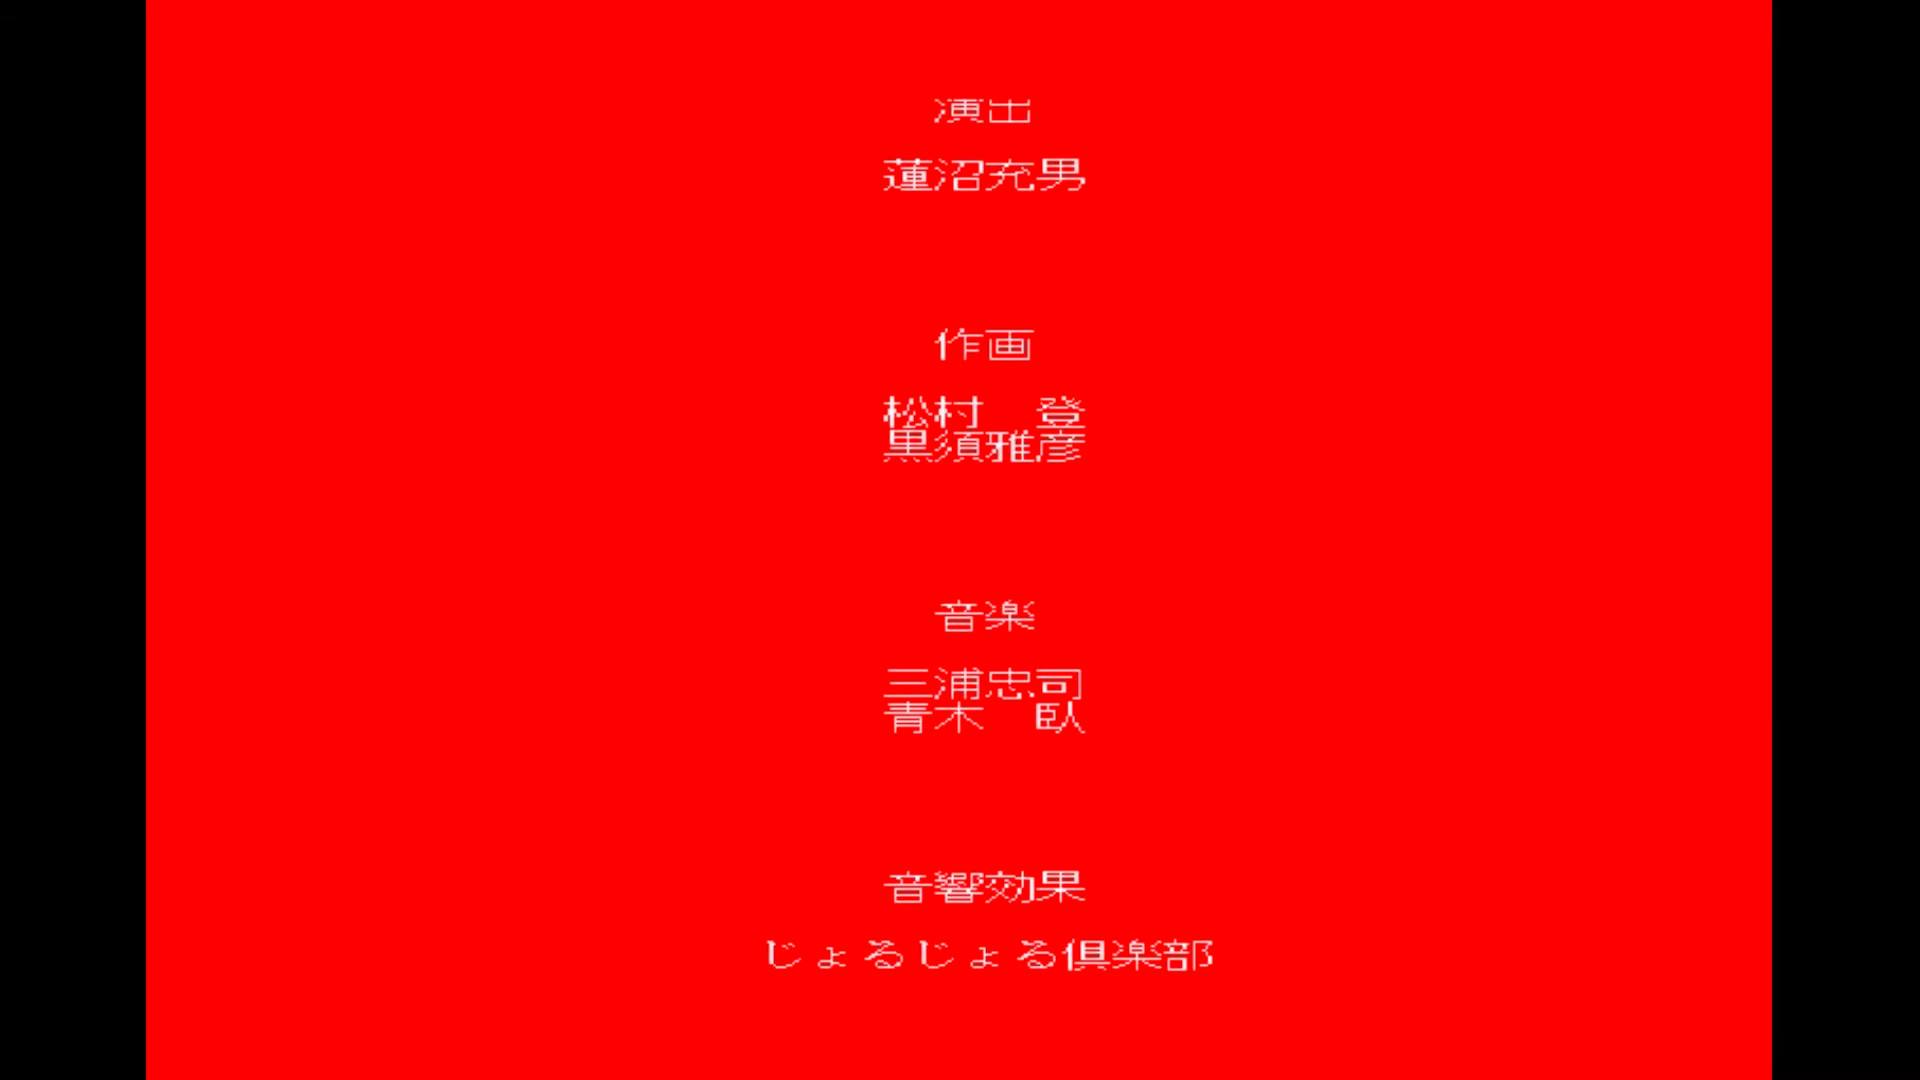 演出
蓮沼充男
作画
松村　登
黒須雅彦
音楽
三浦忠司
青木　臥
音響効果
じょるじょる倶楽部